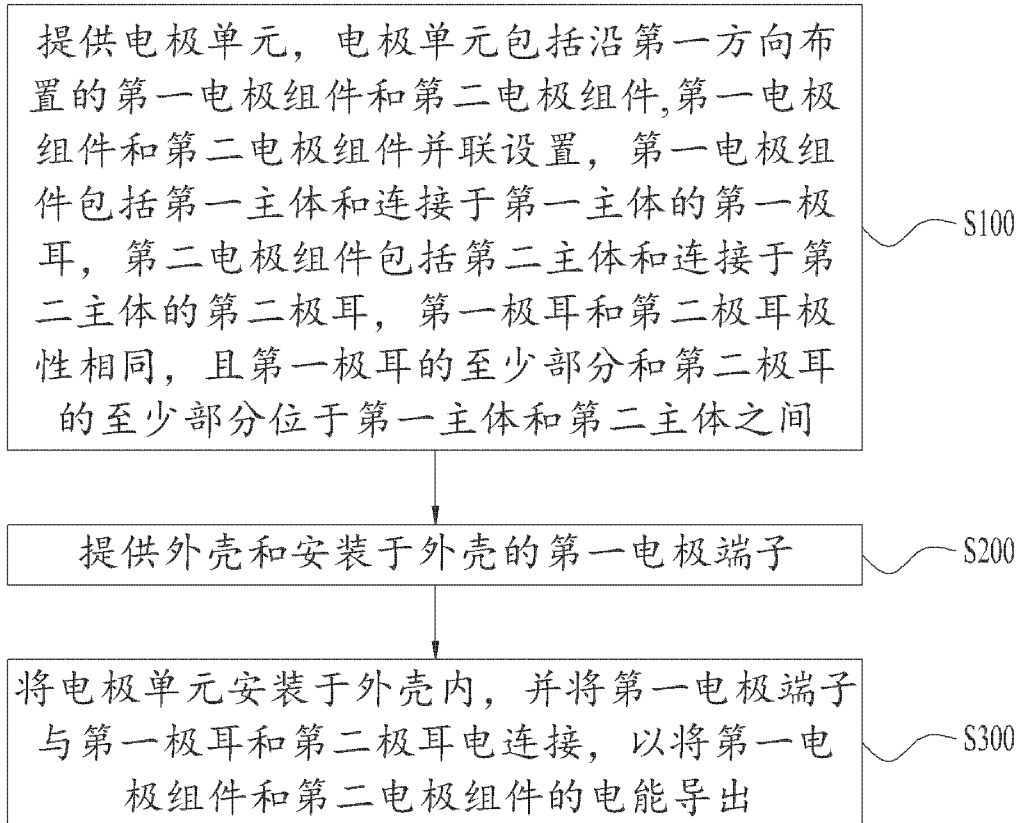 提供电极单元，电极单元包括沿第一方向布
置的第一电极组件和第二电极组件,第一电极
组件和第二电极组件并联设置，第一电极组
件包括第一主体和连接于第一主体的第一极
耳，第二电极组件包括第二主体和连接于第
二主体的第二极耳，第一极耳和第二极耳极
性相同，且第一极耳的至少部分和第二极耳
的至少部分位于第一主体和第二主体之间
S100
提供外壳和安装于外壳的第一电极端子
S200
将电极单元安装于外壳内，并将第一电极端子
与第一极耳和第二极耳电连接，以将第一电
极组件和第二电极组件的电能导出
S300